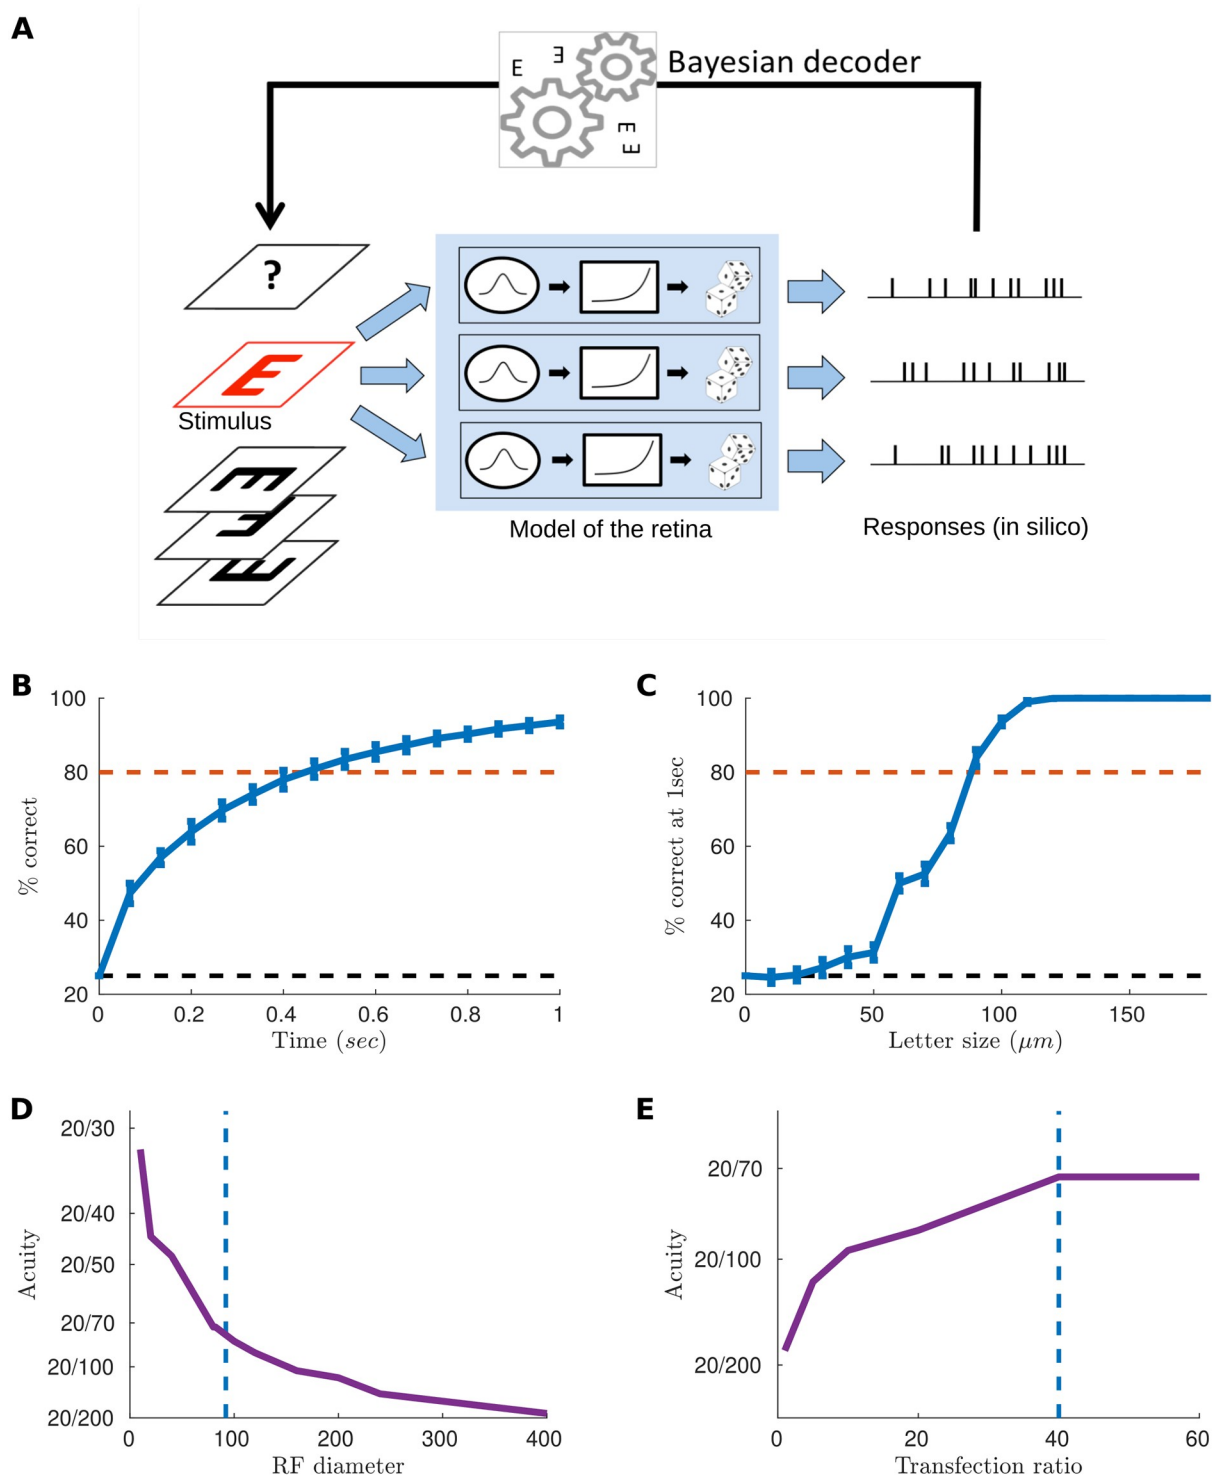 A
Bayesian decoder
E
E
E
E
?
E
Stimulus
E
E
E
Model of the retina
Responses (in silico)
B
100
80
60
40
20
% correct
0
0.2
0.4
0.6
0.8
1
Time (sec)
C
100
80
60
40
20
% correct at 1sec
0
50
100
150
Letter size (μm)
D
20/30
20/40
20/50
20/70
20/100
20/200
Acuity
0
100
200
300
400
RF diameter
E
20/70
20/100
20/200
Acuity
0
20
40
60
Transfection ratio